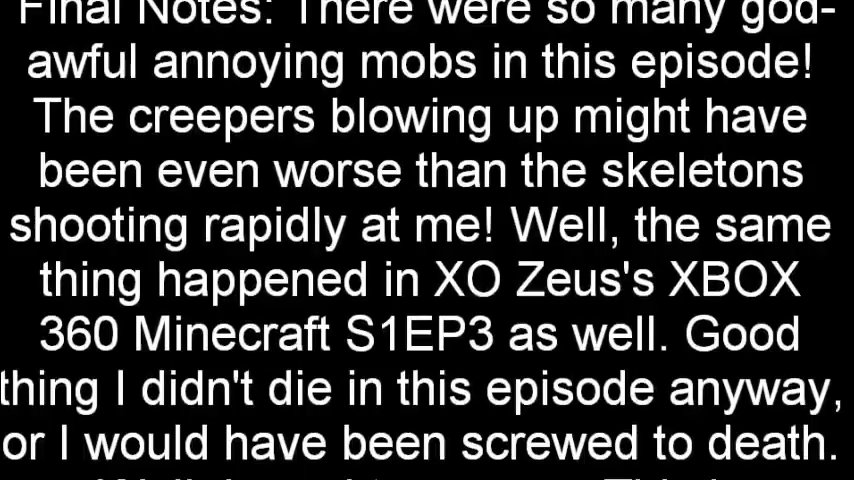 Final Notes: There were so many god-
awful annoying mobs in this episode!
The creepers blowing up might have
been even worse than the skeletons
shooting rapidly at me! Well, the same
thing happened in XO Zeus's XBOX
360 Minecraft S1EP3 as well. Good
thing I didn't die in this episode anyway,
or I would have been screwed to death.